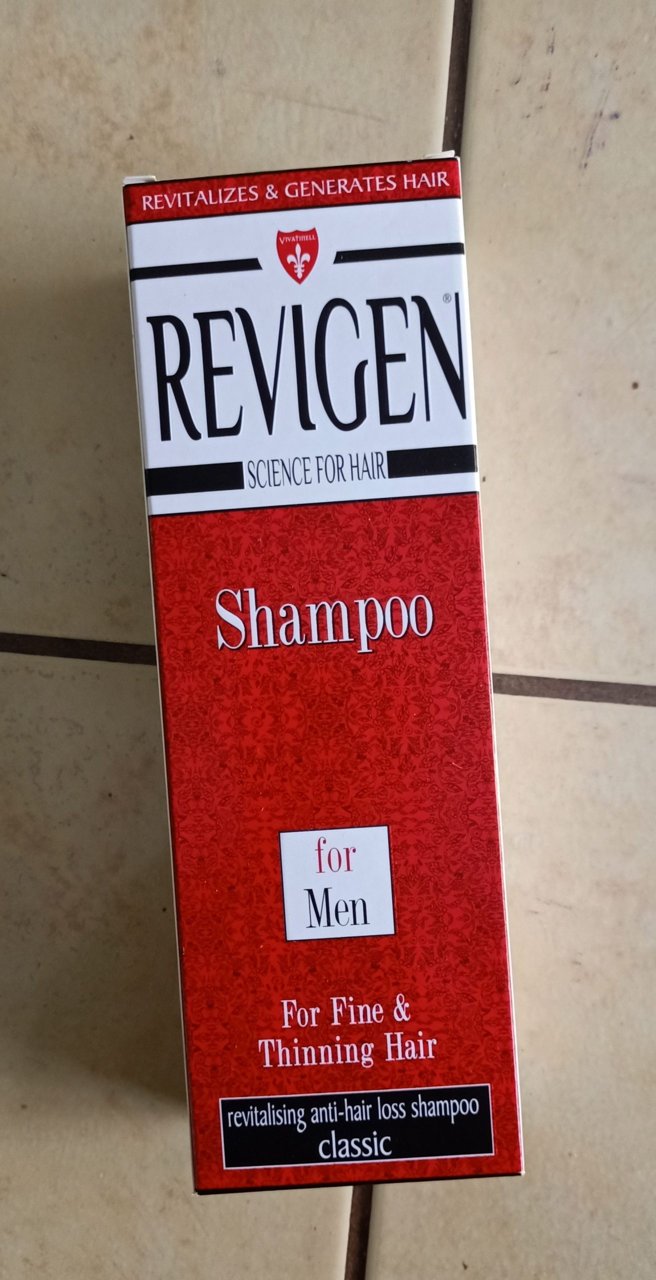 REVITALIZES & GENERATES HAIR
VIVATHIELL
REVIGEN®
SCIENCE FOR HAIR
Shampoo
for
Men
For Fine &
Thinning Hair
revitalising anti-hair loss shampoo
classic